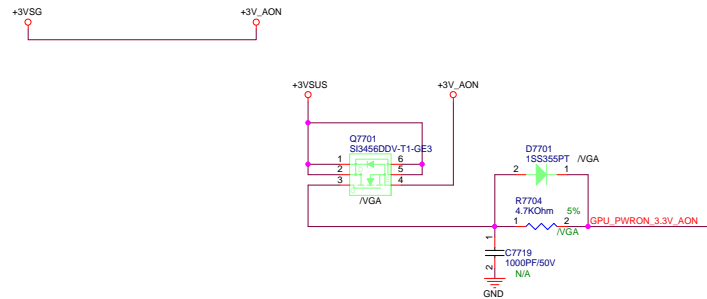 +3VSG
+3V_AON
+3VSUS
+3V_AON
Q7701
SI3456DDV-T1-GE3
1
2
3
6
5
4
/VGA
D7701
1SS355PT
/VGA
2
1
R7704
4.7KOhm
5%
1
2
/VGA
GPU_PWRON_3.3V_AON
1
C7719
1000PF/50V
2
N/A
GND